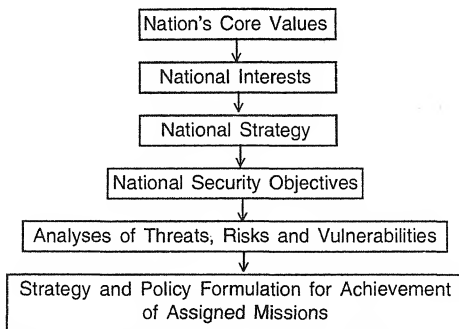 Nation's Core Values
National Interests
National Strategy
National Security Objectives
Analyses of Threats, Risks and Vulnerabilities
Strategy and Policy Formulation for Achievement
of Assigned Missions